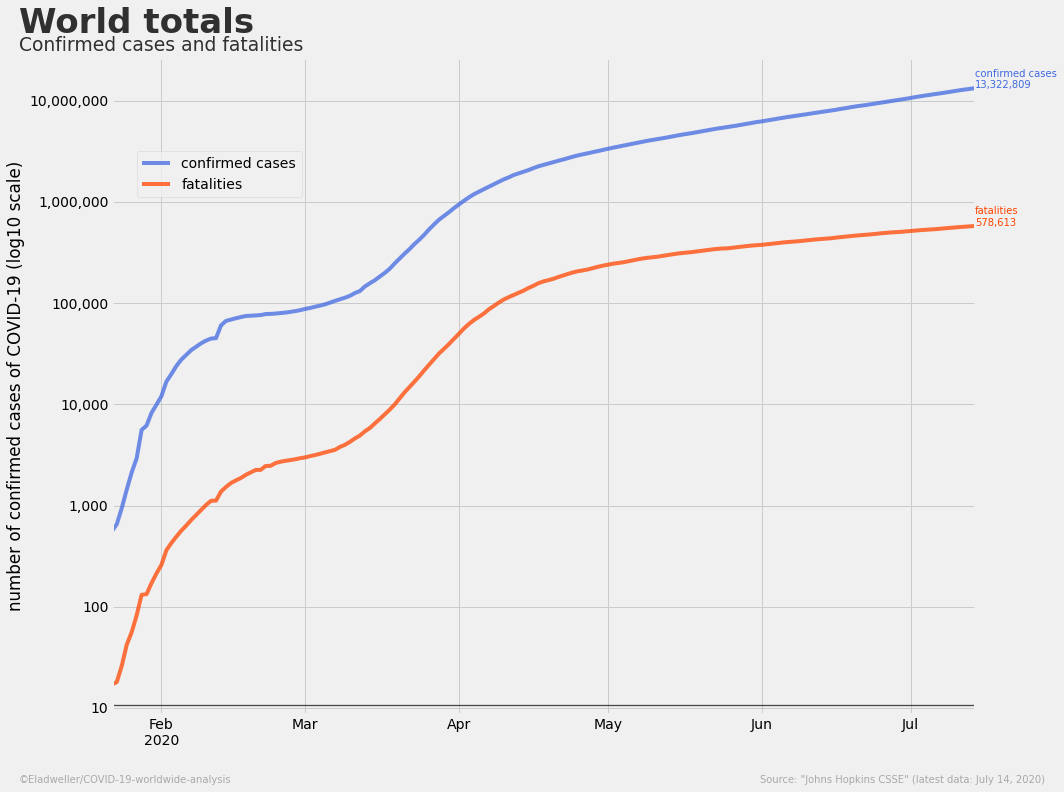 World totals
Confirmed cases and fatalities
confirmed cases
13,322,809
10,000,000
confirmed cases
fatalities
1,000,000
fatalities
578,613
100,000
10,000
1,000
100
10
number of confirmed cases of COVID-19 (log10 scale)
Feb Mar Apr May Jun Jul
2020
©Eladweller/COVID-19-worldwide-analysis
Source: "Johns Hopkins CSSE" (latest data: July 14, 2020)